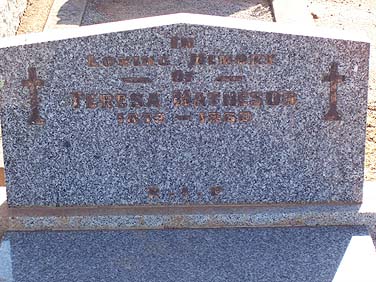 IN
LOVING MEMORY
OF
TERESA MATHESON
R.I.P.